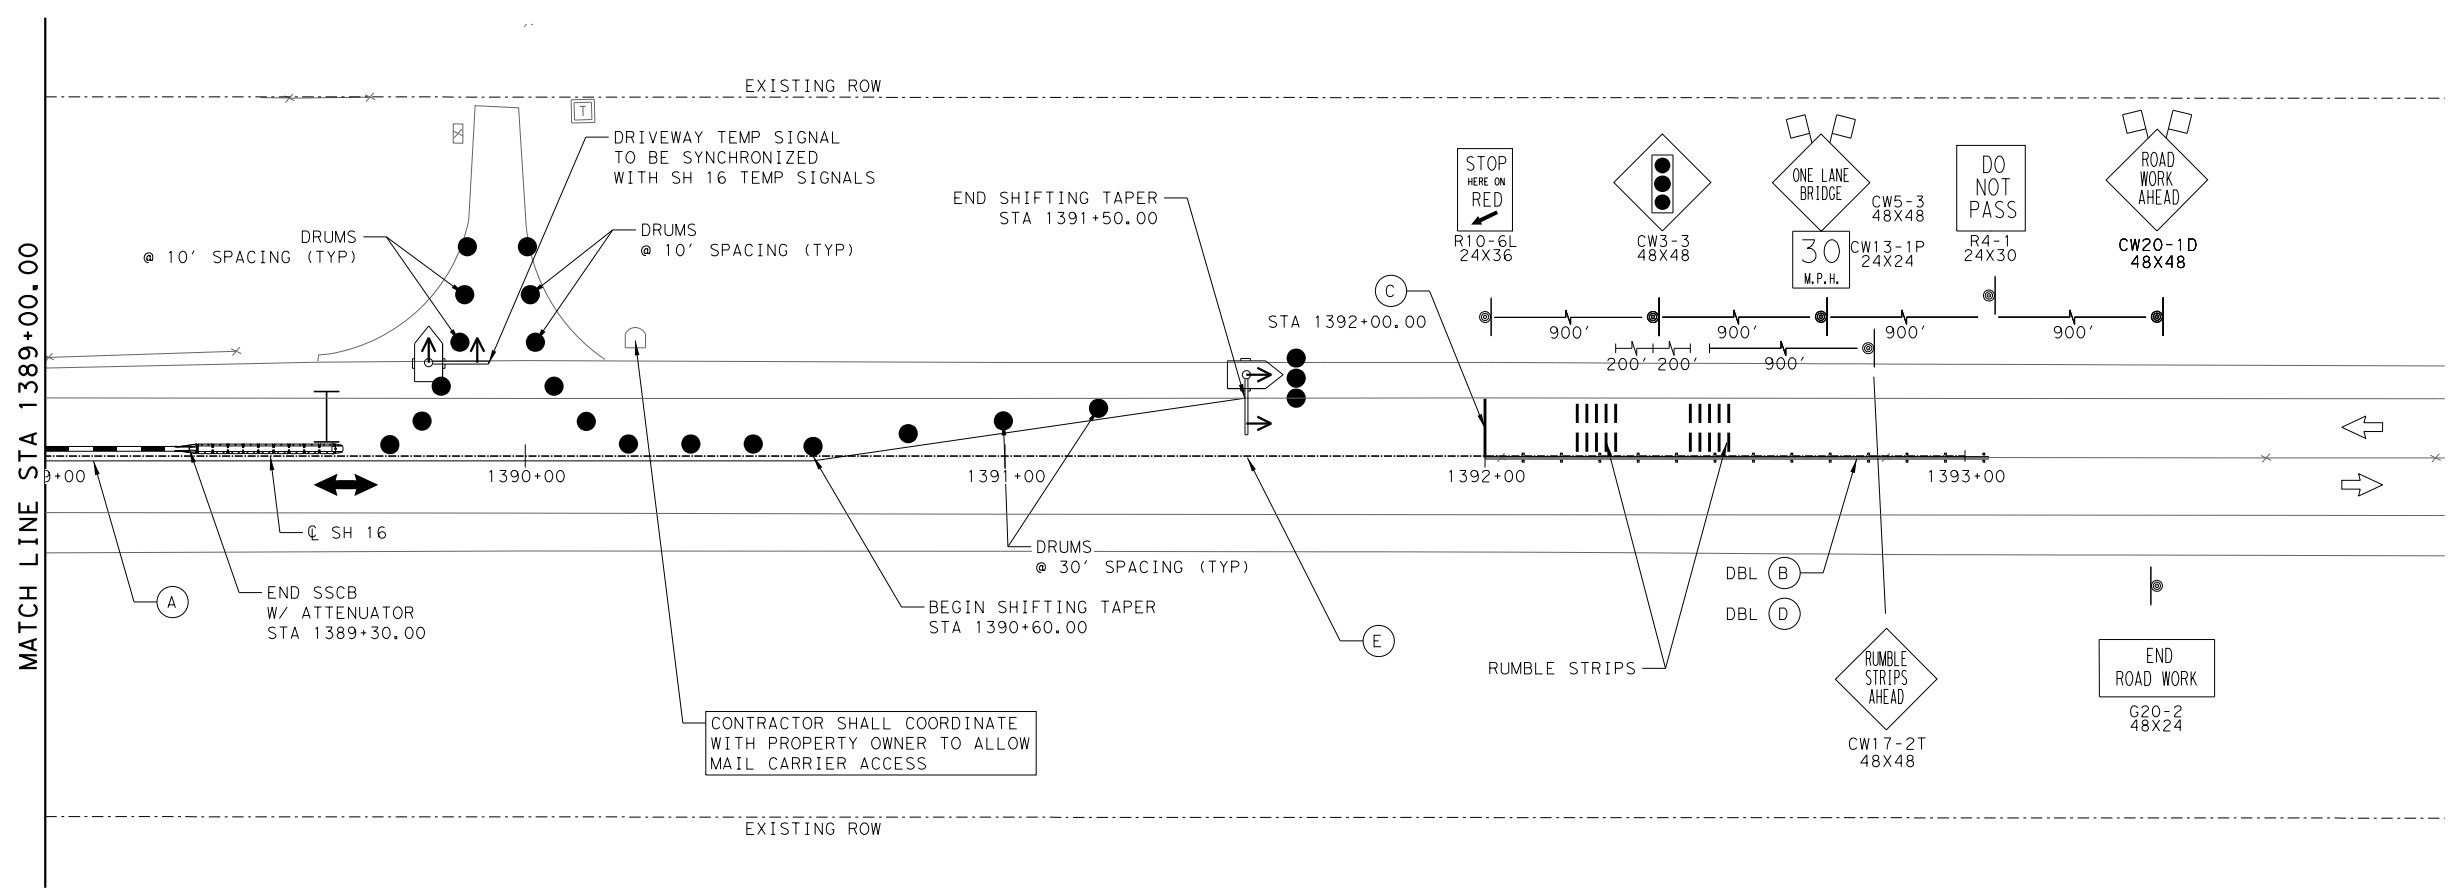 EXISTING ROW
T
DRIVEWAY TEMP SIGNAL
TO BE SYNCHRONIZED
WITH SH 16 TEMP SIGNALS
DRUMS
@ 10' SPACING (TYP)
DRUMS
@ 10' SPACING (TYP)
END SHIFTING TAPER
STA 1391+50.00
STOP
HERE ON
RED
R10-6L
24X36
CW3-3
48X48
ONE LANE
BRIDGE
CW5-3
48X48
30
M.P.H.
CW13-1P
24X24
DO
NOT
PASS
R4-1
24X30
ROAD
WORK
AHEAD
CW20-1D
48X48
C
STA 1392+00.00
900'
900'
900'
900'
200'
200'
900'
MATCH LINE STA 1389+00.00
9+00
1390+00
1391+00
1392+00
1393+00
℄ SH 16
A
END SSCB
W/ ATTENUATOR
STA 1389+30.00
DRUMS
@ 30' SPACING (TYP)
BEGIN SHIFTING TAPER
STA 1390+60.00
E
DBL B
DBL D
RUMBLE STRIPS
RUMBLE
STRIPS
AHEAD
CW17-2T
48X48
END
ROAD WORK
G20-2
48X24
CONTRACTOR SHALL COORDINATE
WITH PROPERTY OWNER TO ALLOW
MAIL CARRIER ACCESS
EXISTING ROW